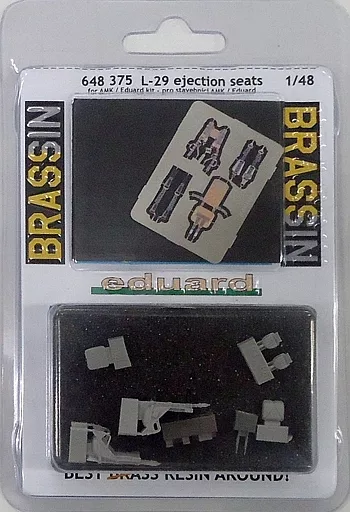 648 375 L-29 ejection seats 1/48
for AMK / Eduard kit - pro stavebnici AMK / Eduard
BRASSIN
BRASSIN
eduard
BEST BRASS RESIN AROUND!